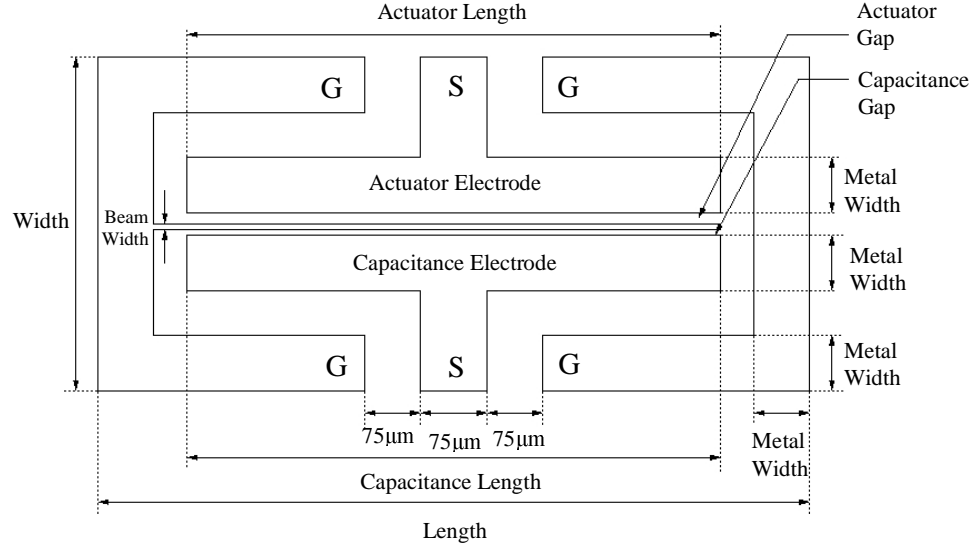 Actuator Length
Actuator
Gap
Capacitance
Gap
G
S
G
Actuator Electrode
Metal
Width
Width
Beam
Width
Capacitance Electrode
Metal
Width
G
S
G
Metal
Width
75μm
75μm
75μm
Metal
Width
Capacitance Length
Length